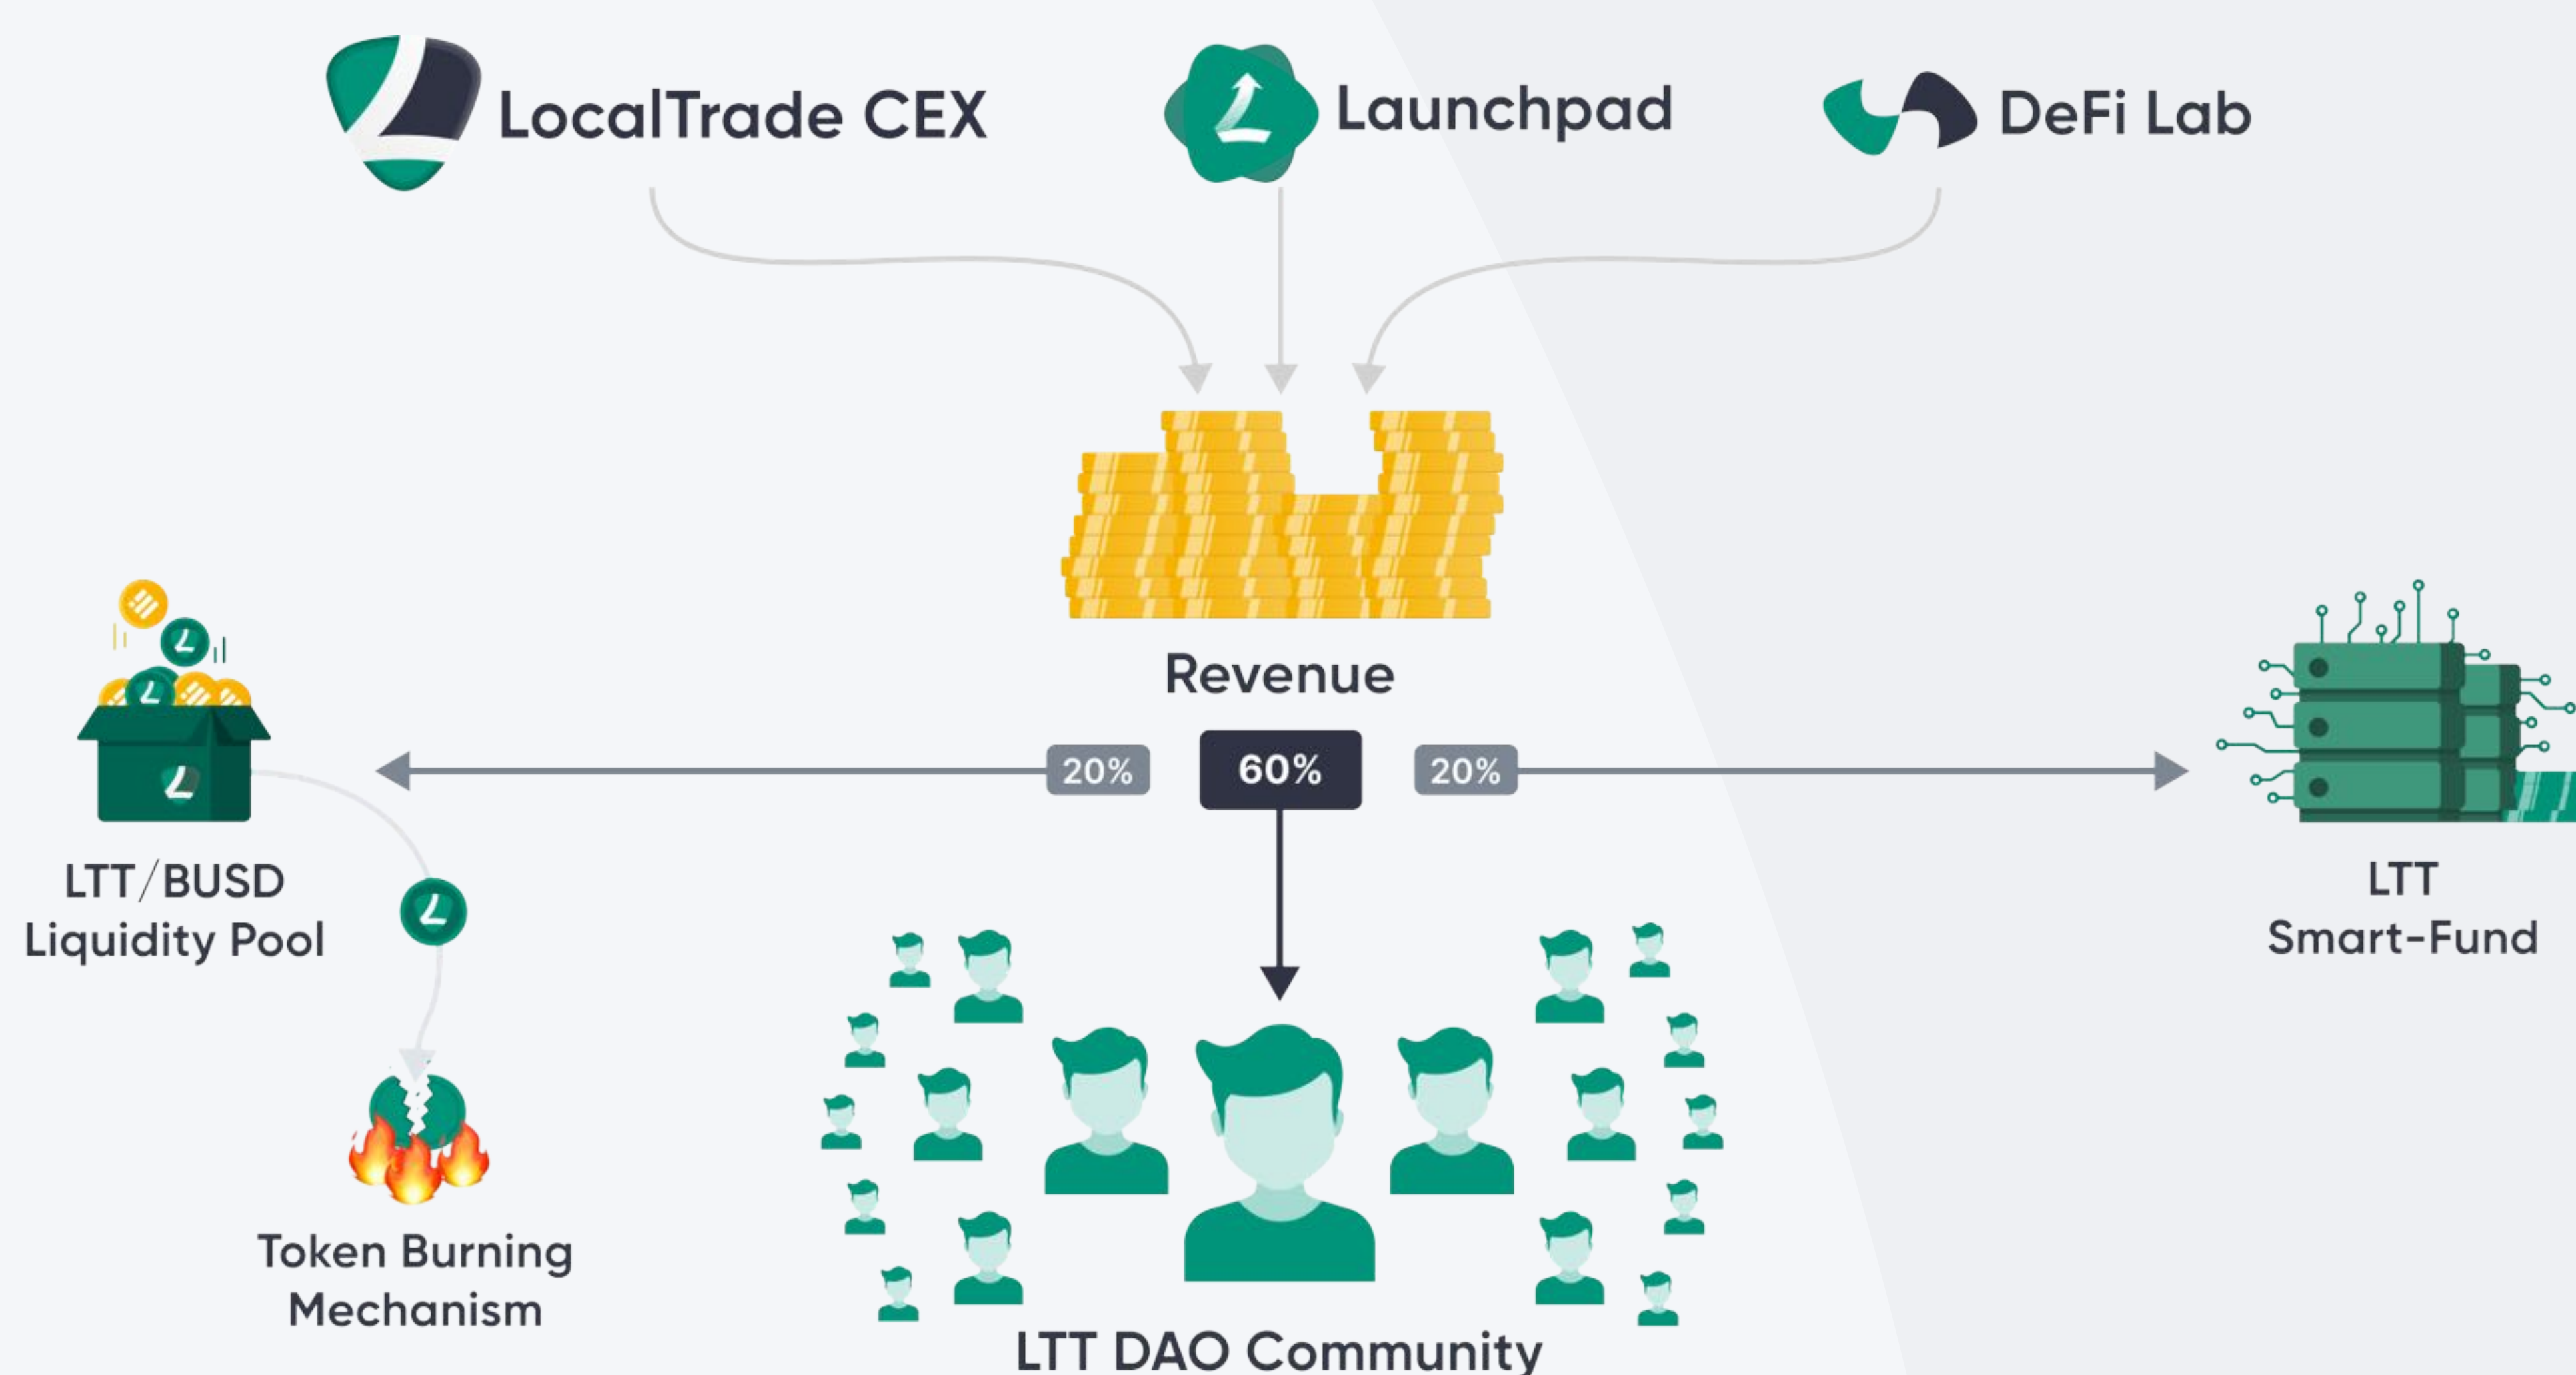 LocalTrade CEX
Launchpad
DeFi Lab
Revenue
20%
60%
20%
LTT/BUSD
Liquidity Pool
LTT
Smart-Fund
Token Burning
Mechanism
LTT DAO Community